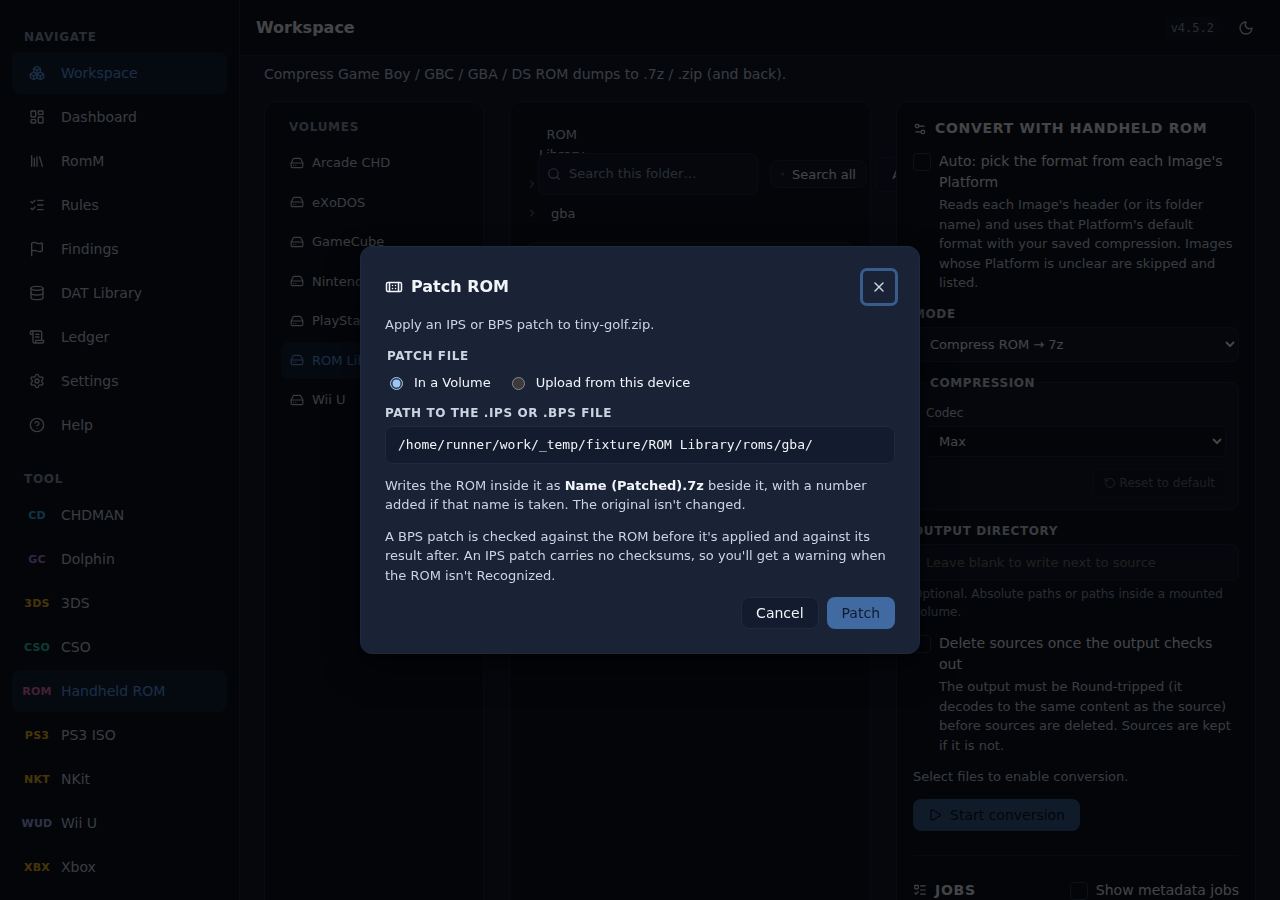 NAVIGATE
Workspace
Dashboard
RomM
Rules
Findings
DAT Library
Ledger
Settings
Help
TOOL
CD CHDMAN
GC Dolphin
3DS 3DS
CSO CSO
ROM Handheld ROM
PS3 PS3 ISO
NKT NKit
WUD Wii U
XBX Xbox
Workspace
v4.5.2
Compress Game Boy / GBC / GBA / DS ROM dumps to .7z / .zip (and back).
VOLUMES
Arcade CHD
eXoDOS
GameCube
ROM
Search this folder…
Search all
gba
Wii U
Patch ROM
Apply an IPS or BPS patch to tiny-golf.zip.
PATCH FILE
In a Volume
Upload from this device
PATH TO THE .IPS OR .BPS FILE
/home/runner/work/_temp/fixture/ROM Library/roms/gba/
Writes the ROM inside it as Name (Patched).7z beside it, with a number
added if that name is taken. The original isn't changed.
A BPS patch is checked against the ROM before it's applied and against its
result after. An IPS patch carries no checksums, so you'll get a warning when
the ROM isn't Recognized.
Cancel
Patch
CONVERT WITH HANDHELD ROM
Auto: pick the format from each Image's
Platform
Reads each Image's header (or its folder
name) and uses that Platform's default
format with your saved compression. Images
whose Platform is unclear are skipped and
listed.
MODE
Compress ROM → 7z
COMPRESSION
Codec
Max
Reset to default
OUTPUT DIRECTORY
Leave blank to write next to source
Optional. Absolute paths or paths inside a mounted
volume.
Delete sources once the output checks
out
The output must be Round-tripped (it
decodes to the same content as the source)
before sources are deleted. Sources are kept
if it is not.
Select files to enable conversion.
Start conversion
JOBS
Show metadata jobs